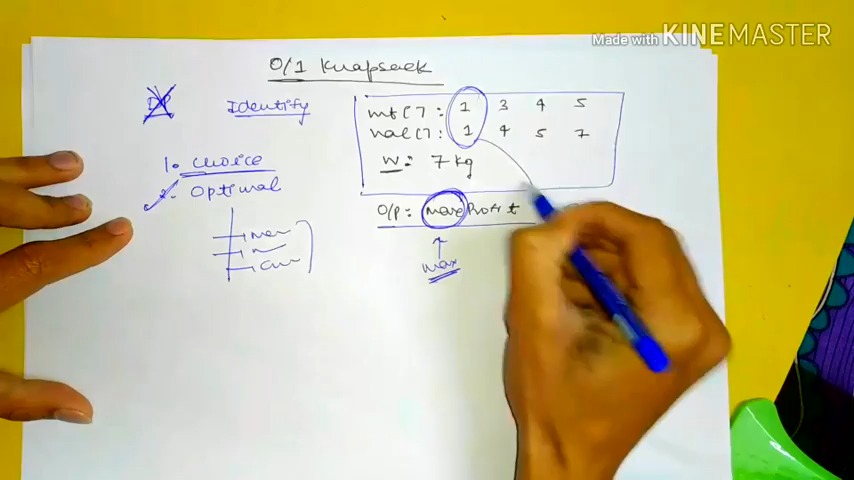 Made with KINEMASTER
0/1 Knapsack
DP Identify
wt[] : 1 3 4 5
val[] : 1 4 5 7
W: 7 kg
1. choice
2. Optimal
O/P: max Profit
max